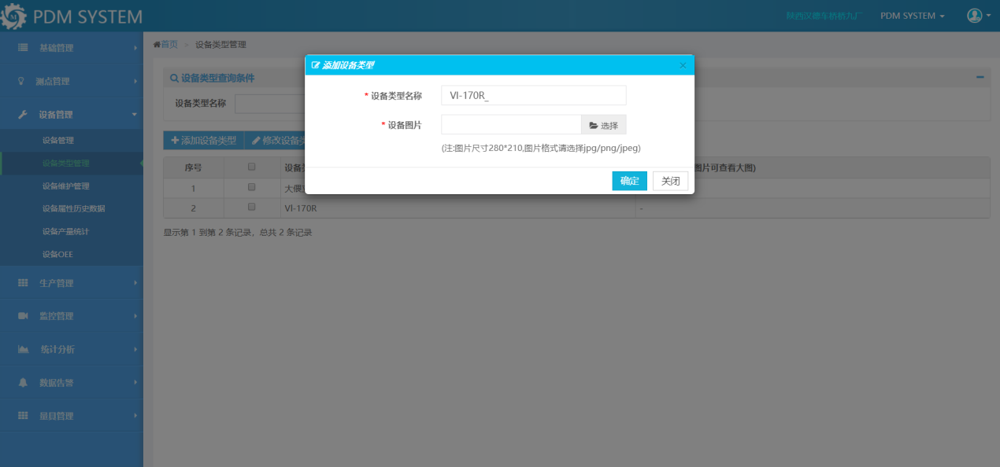 PDM SYSTEM
陕西汉德车桥桥九厂 PDM SYSTEM
基础管理
测点管理
设备管理
设备管理
设备类型管理
设备维护管理
设备属性历史数据
设备产量统计
设备OEE
生产管理
监控管理
统计分析
数据告警
量具管理
首页 > 设备类型管理
设备类型查询条件
设备类型名称
添加设备类型 修改设备类
序号 设备类 图片可查看大图)
1
2 VI-170R -
显示第 1 到第 2 条记录，总共 2 条记录
添加设备类型 ×
* 设备类型名称 VI-170R_
* 设备图片 选择
(注:图片尺寸280*210,图片格式请选择jpg/png/jpeg)
确定 关闭